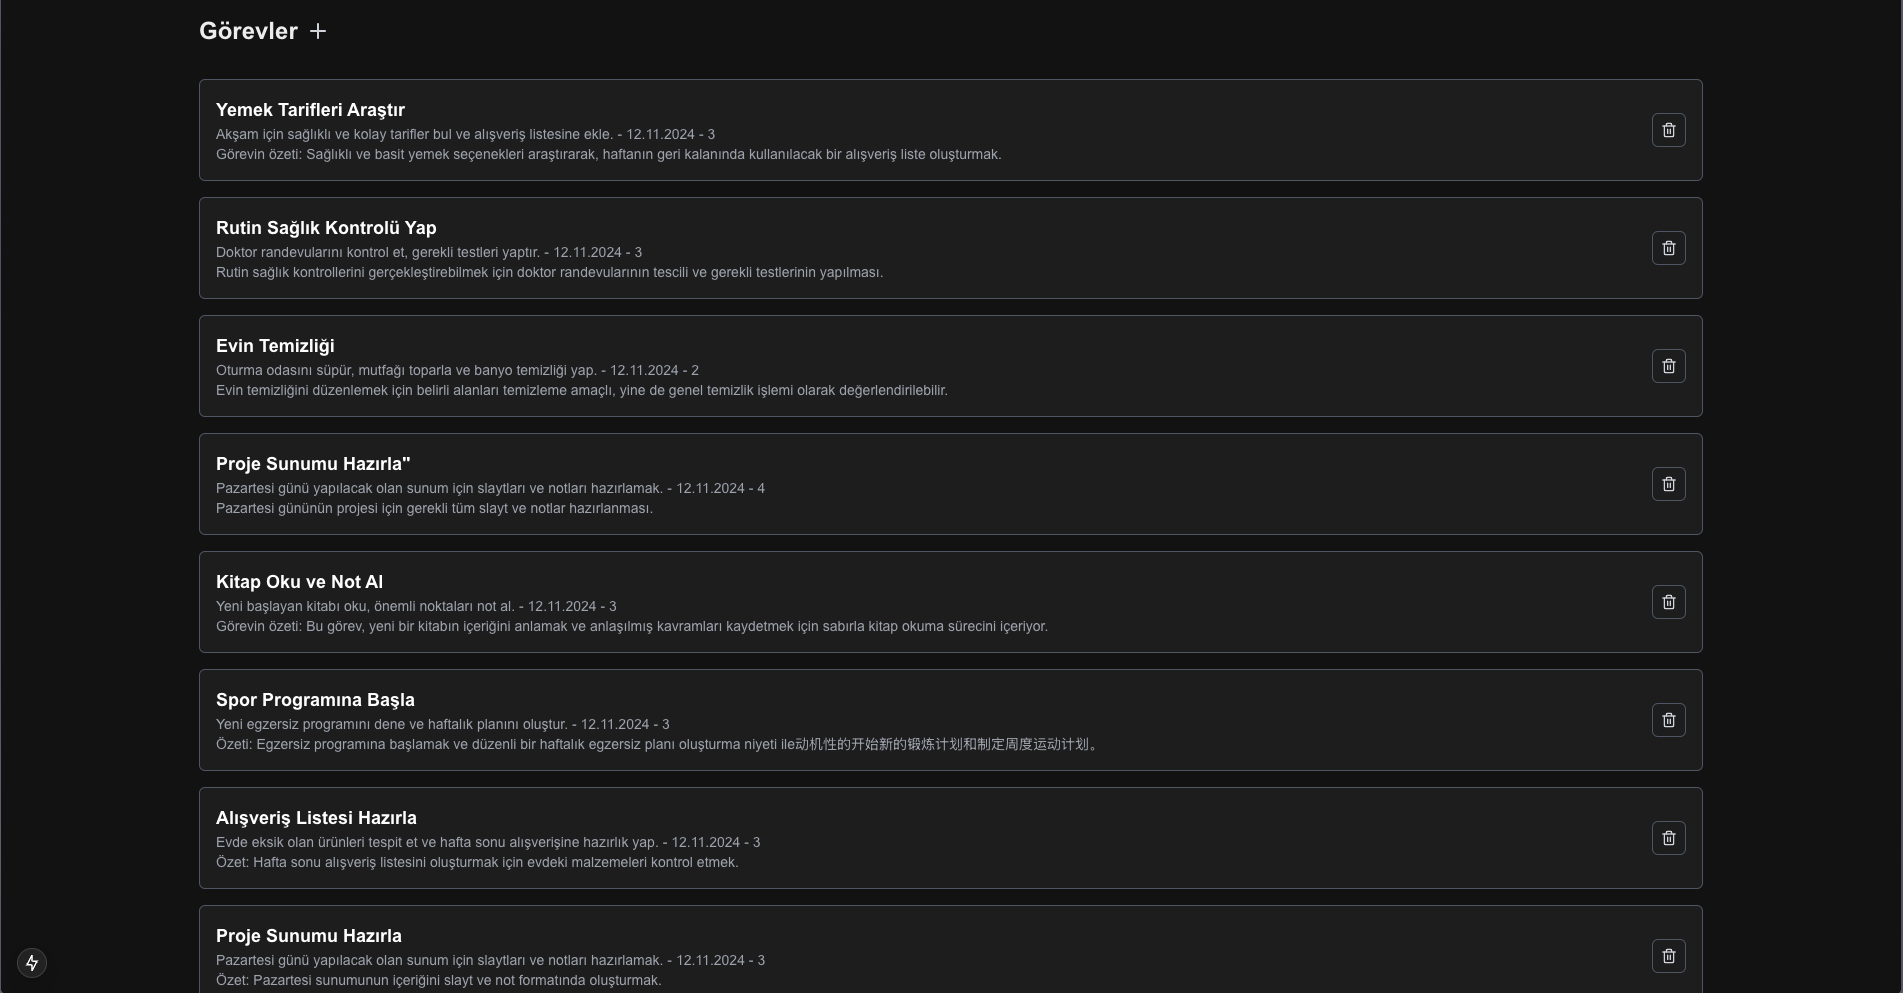 Görevler
Yemek Tarifleri Araştır
Akşam için sağlıklı ve kolay tarifler bul ve alışveriş listesine ekle. - 12.11.2024 - 3
Görevin özeti: Sağlıklı ve basit yemek seçenekleri araştırarak, haftanın geri kalanında kullanılacak bir alışveriş liste oluşturmak.
Rutin Sağlık Kontrolü Yap
Doktor randevularını kontrol et, gerekli testleri yaptır. - 12.11.2024 - 3
Rutin sağlık kontrollerini gerçekleştirebilmek için doktor randevularının tescili ve gerekli testlerinin yapılması.
Evin Temizliği
Oturma odasını süpür, mutfağı toparla ve banyo temizliği yap. - 12.11.2024 - 2
Evin temizliğini düzenlemek için belirli alanları temizleme amaçlı, yine de genel temizlik işlemi olarak değerlendirilebilir.
Proje Sunumu Hazırla"
Pazartesi günü yapılacak olan sunum için slaytları ve notları hazırlamak. - 12.11.2024 - 4
Pazartesi gününün projesi için gerekli tüm slayt ve notlar hazırlanması.
Kitap Oku ve Not Al
Yeni başlayan kitabı oku, önemli noktaları not al. - 12.11.2024 - 3
Görevin özeti: Bu görev, yeni bir kitabın içeriğini anlamak ve anlaşılmış kavramları kaydetmek için sabırla kitap okuma sürecini içeriyor.
Spor Programına Başla
Yeni egzersiz programını dene ve haftalık planını oluştur. - 12.11.2024 - 3
Özeti: Egzersiz programına başlamak ve düzenli bir haftalık egzersiz planı oluşturma niyeti ile动机性的开始新的锻炼计划和制定周度运动计划。
Alışveriş Listesi Hazırla
Evde eksik olan ürünleri tespit et ve hafta sonu alışverişine hazırlık yap. - 12.11.2024 - 3
Özet: Hafta sonu alışveriş listesini oluşturmak için evdeki malzemeleri kontrol etmek.
Proje Sunumu Hazırla
Pazartesi günü yapılacak olan sunum için slaytları ve notları hazırlamak. - 12.11.2024 - 3
Özet: Pazartesi sunumunun içeriğini slayt ve not formatında oluşturmak.